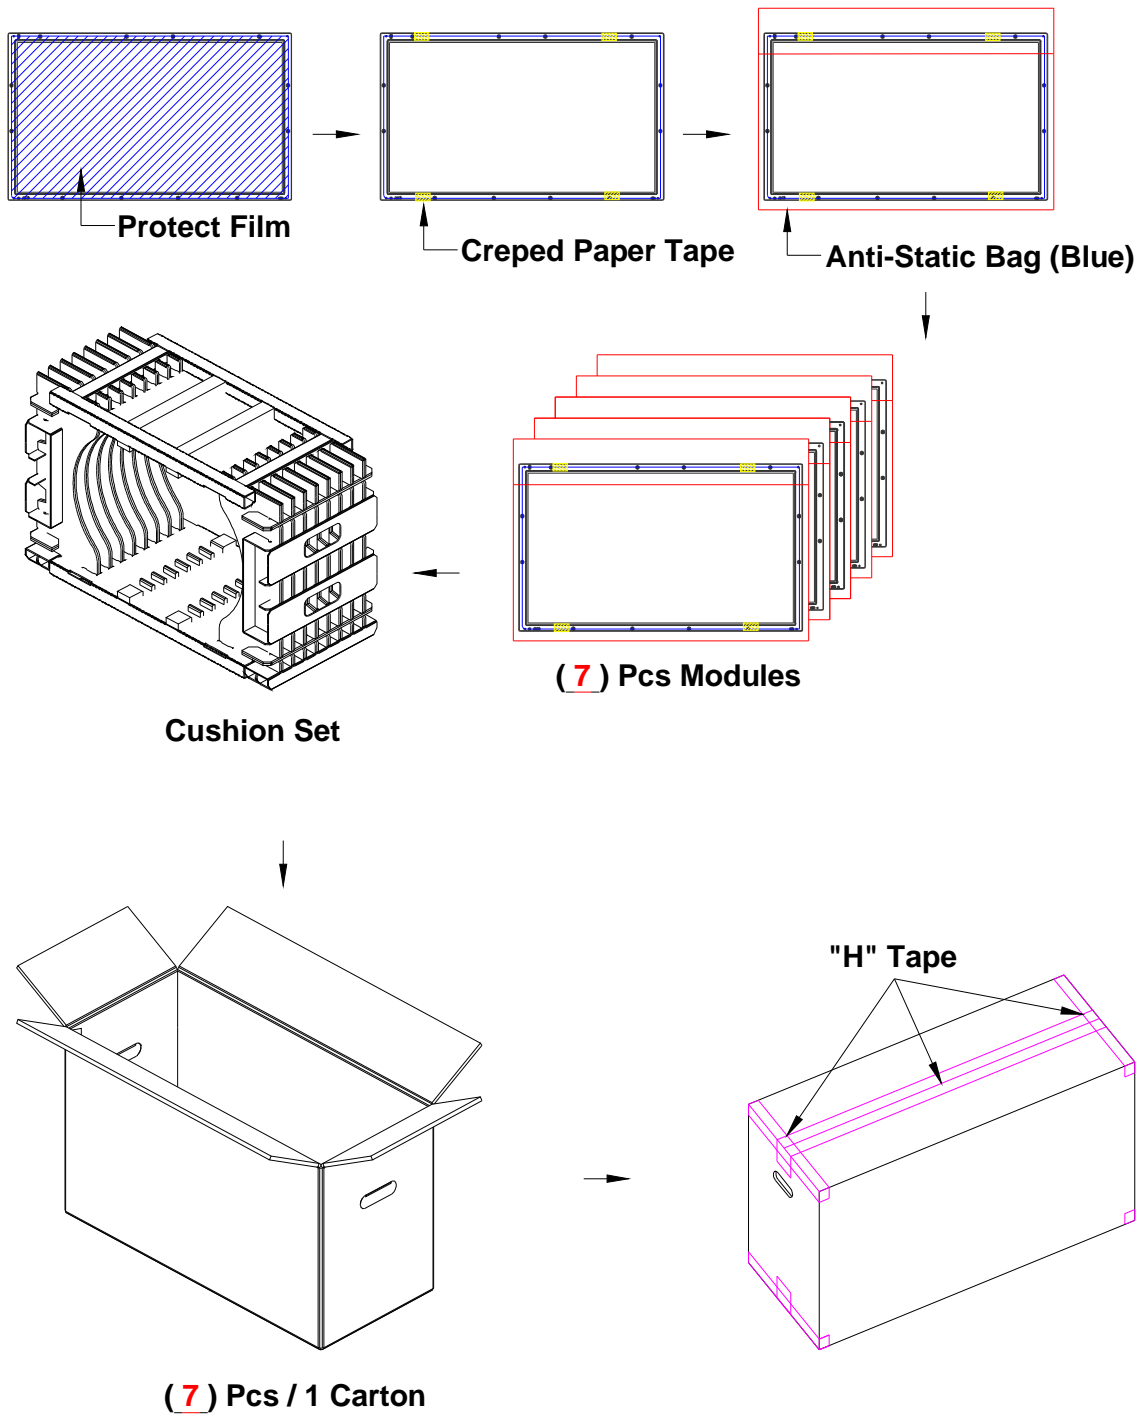 Protect Film
Creped Paper Tape
Anti-Static Bag (Blue)
( 7 ) Pcs Modules
Cushion Set
"H" Tape
( 7 ) Pcs / 1 Carton